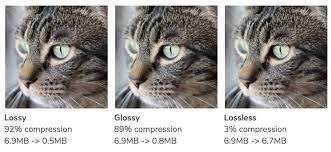 Lossy
92% compression
6.9MB -> 0.5MB
Glossy
89% compression
6.9MB -> 0.8MB
Lossless
3% compression
6.9MB -> 6.7MB